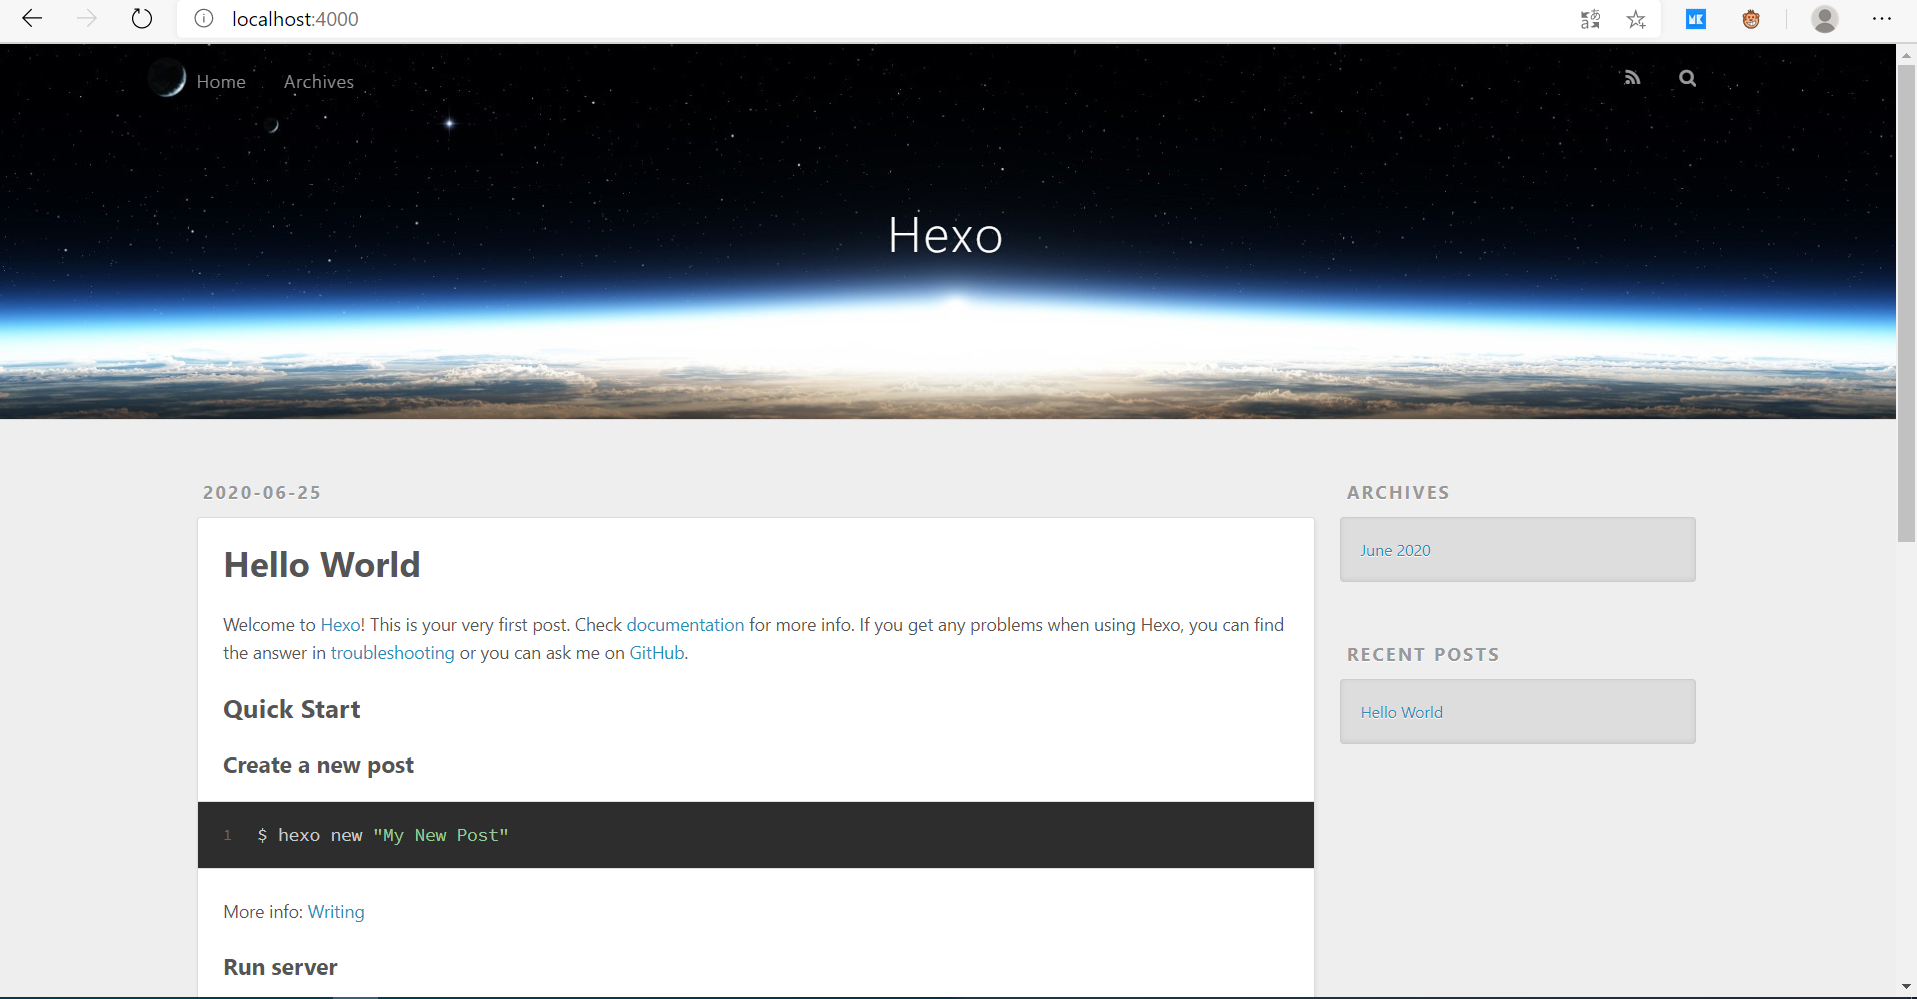 localhost:4000
Home Archives
Hexo
2020-06-25
Hello World
Welcome to Hexo! This is your very first post. Check documentation for more info. If you get any problems when using Hexo, you can find
the answer in troubleshooting or you can ask me on GitHub.
Quick Start
Create a new post
1 $ hexo new "My New Post"
More info: Writing
Run server
ARCHIVES
June 2020
RECENT POSTS
Hello World